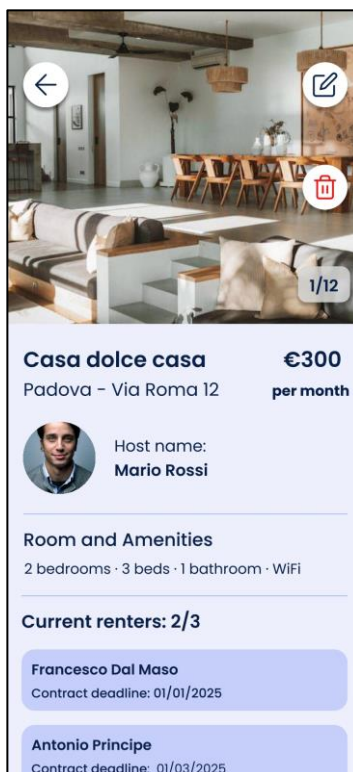 1/12
Casa dolce casa
€300
Padova - Via Roma 12
per month
Host name:
Mario Rossi
Room and Amenities
2 bedrooms · 3 beds · 1 bathroom · WiFi
Current renters: 2/3
Francesco Dal Maso
Contract deadline: 01/01/2025
Antonio Principe
Contract deadline: 01/03/2025